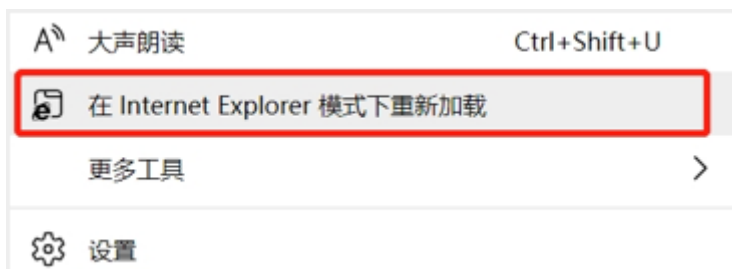 大声朗读 Ctrl+Shift+U
在 Internet Explorer 模式下重新加载
更多工具
设置